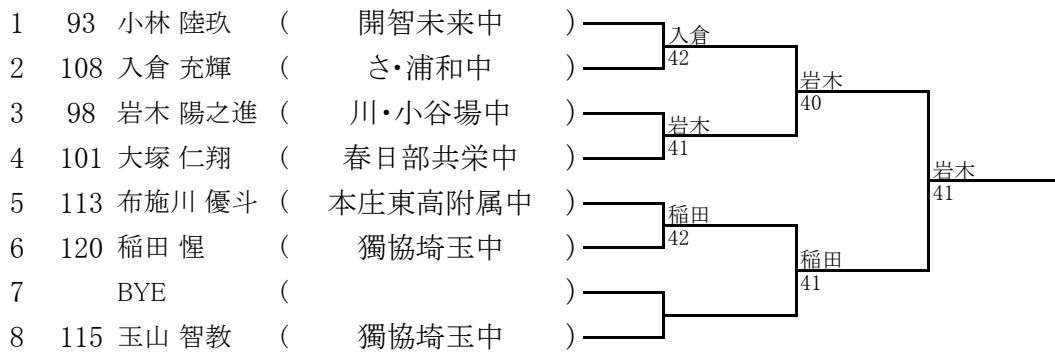 1 93 小林 陸玖 ( 開智未来中 )
入倉
42
2 108 入倉 充輝 ( さ・浦和中 )
岩木
40
3 98 岩木 陽之進 ( 川・小谷場中 )
岩木
41
4 101 大塚 仁翔 ( 春日部共栄中 )
岩木
41
5 113 布施川 優斗 ( 本庄東高附属中 )
稲田
42
6 120 稲田 惺 ( 獨協埼玉中 )
稲田
41
7 BYE ( )
8 115 玉山 智教 ( 獨協埼玉中 )